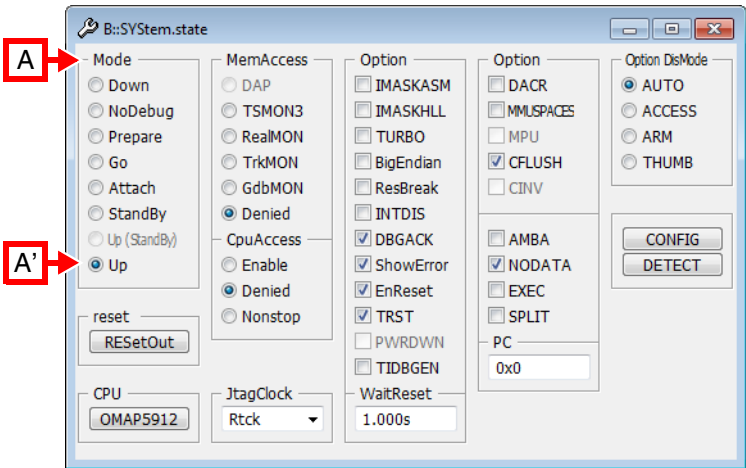 B::SYStem.state
A
Mode
Down
NoDebug
Prepare
Go
Attach
StandBy
Up (StandBy)
A’
Up
reset
RESetOut
CPU
OMAP5912
MemAccess
DAP
TSMON3
RealMON
TrkMON
GdbMON
Denied
CpuAccess
Enable
Denied
Nonstop
JtagClock
Rtck
Option
IMASKASM
IMASKHLL
TURBO
BigEndian
ResBreak
INTDIS
DBGACK
ShowError
EnReset
TRST
PWRDWN
TIDBGEN
WaitReset
1.000s
Option
DACR
MMUSPACES
MPU
CFLUSH
CINV
AMBA
NODATA
EXEC
SPLIT
PC
0x0
Option DisMode
AUTO
ACCESS
ARM
THUMB
CONFIG
DETECT